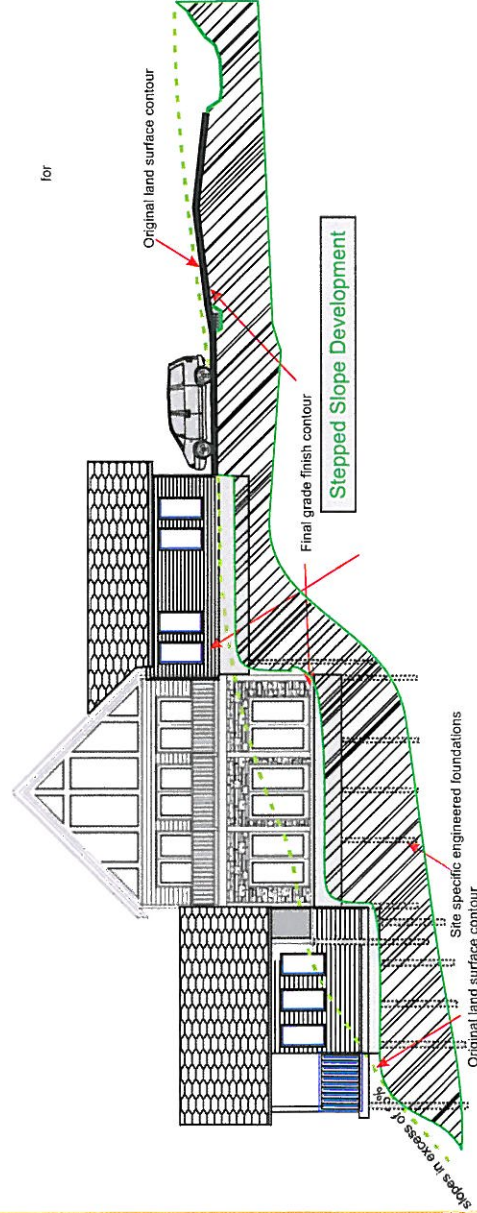 for
Original land surface contour
Stepped Slope Development
Final grade finish contour
Site specific engineered foundations
Original land surface contour
slopes in excess of